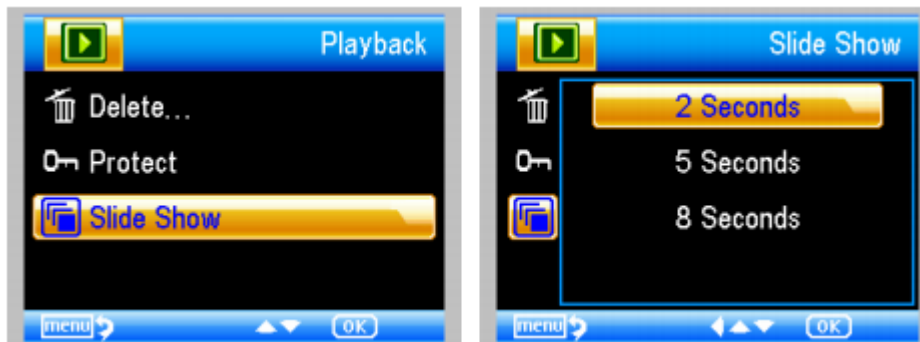 Playback
Delete...
Protect
Slide Show
menu OK
Slide Show
2 Seconds
5 Seconds
8 Seconds
menu OK